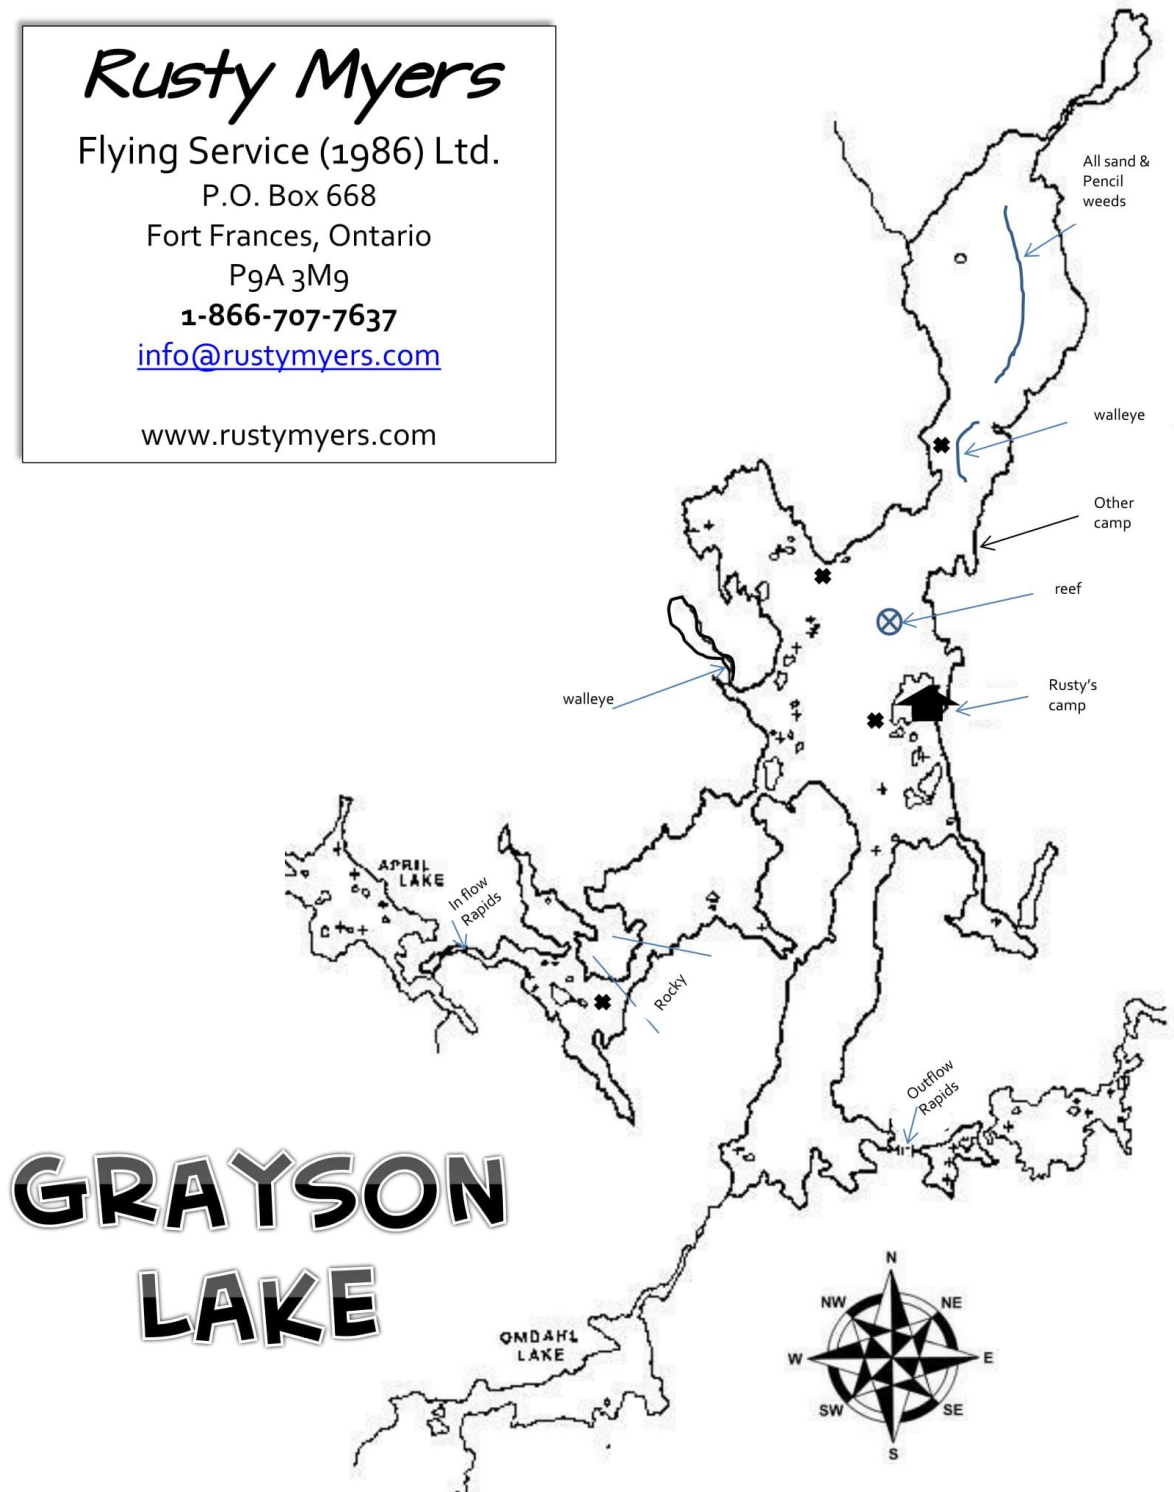 Rusty Myers
Flying Service (1986) Ltd.
P.O. Box 668
Fort Frances, Ontario
P9A 3M9
1-866-707-7637
info@rustymyers.com
www.rustymyers.com
All sand &
Pencil
weeds
walleye
Other
camp
reef
Rusty's
camp
walleye
APRIL
LAKE
In flow
Rapids
Rocky
Outflow
Rapids
GRAYSON
LAKE
OMDAHL
LAKE
N
NW
NE
W
E
SW
SE
S